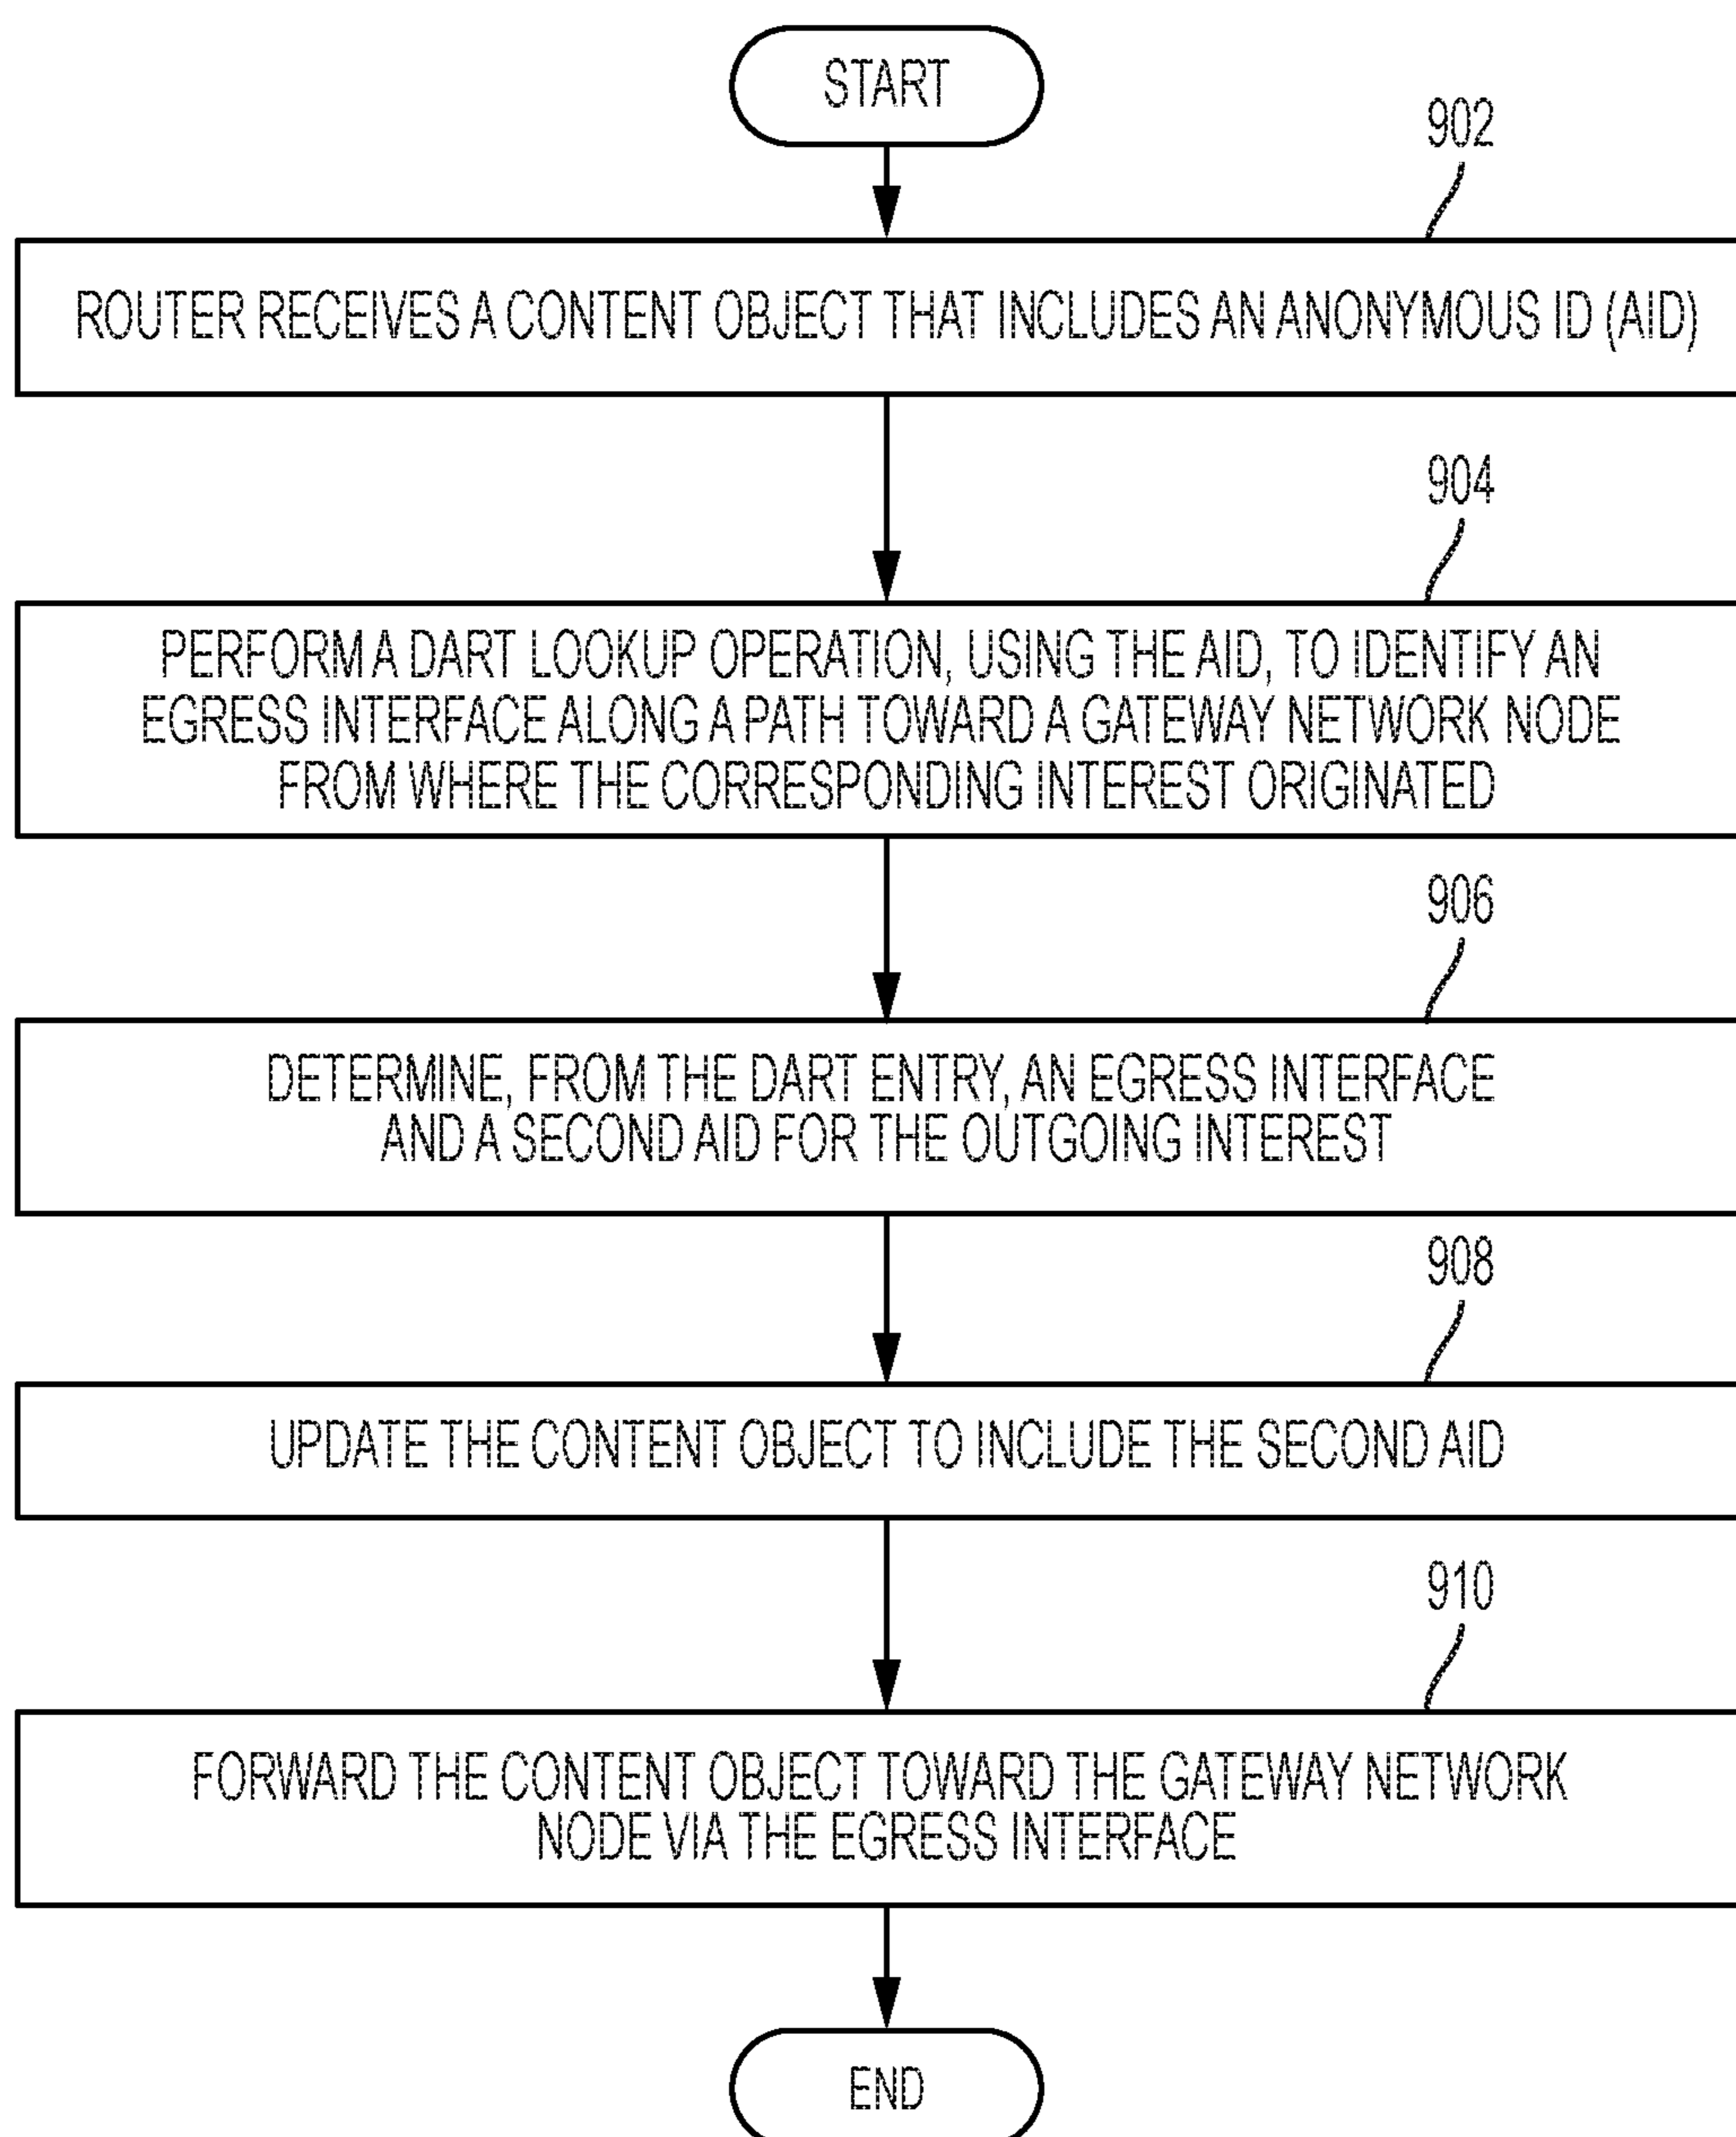 START
902
ROUTER RECEIVES A CONTENT OBJECT THAT INCLUDES AN ANONYMOUS ID (AID)
904
PERFORM A DART LOOKUP OPERATION, USING THE AID, TO IDENTIFY AN
EGRESS INTERFACE ALONG A PATH TOWARD A GATEWAY NETWORK NODE
FROM WHERE THE CORRESPONDING INTEREST ORIGINATED
906
DETERMINE, FROM THE DART ENTRY, AN EGRESS INTERFACE
AND A SECOND AID FOR THE OUTGOING INTEREST
908
UPDATE THE CONTENT OBJECT TO INCLUDE THE SECOND AID
910
FORWARD THE CONTENT OBJECT TOWARD THE GATEWAY NETWORK
NODE VIA THE EGRESS INTERFACE
END